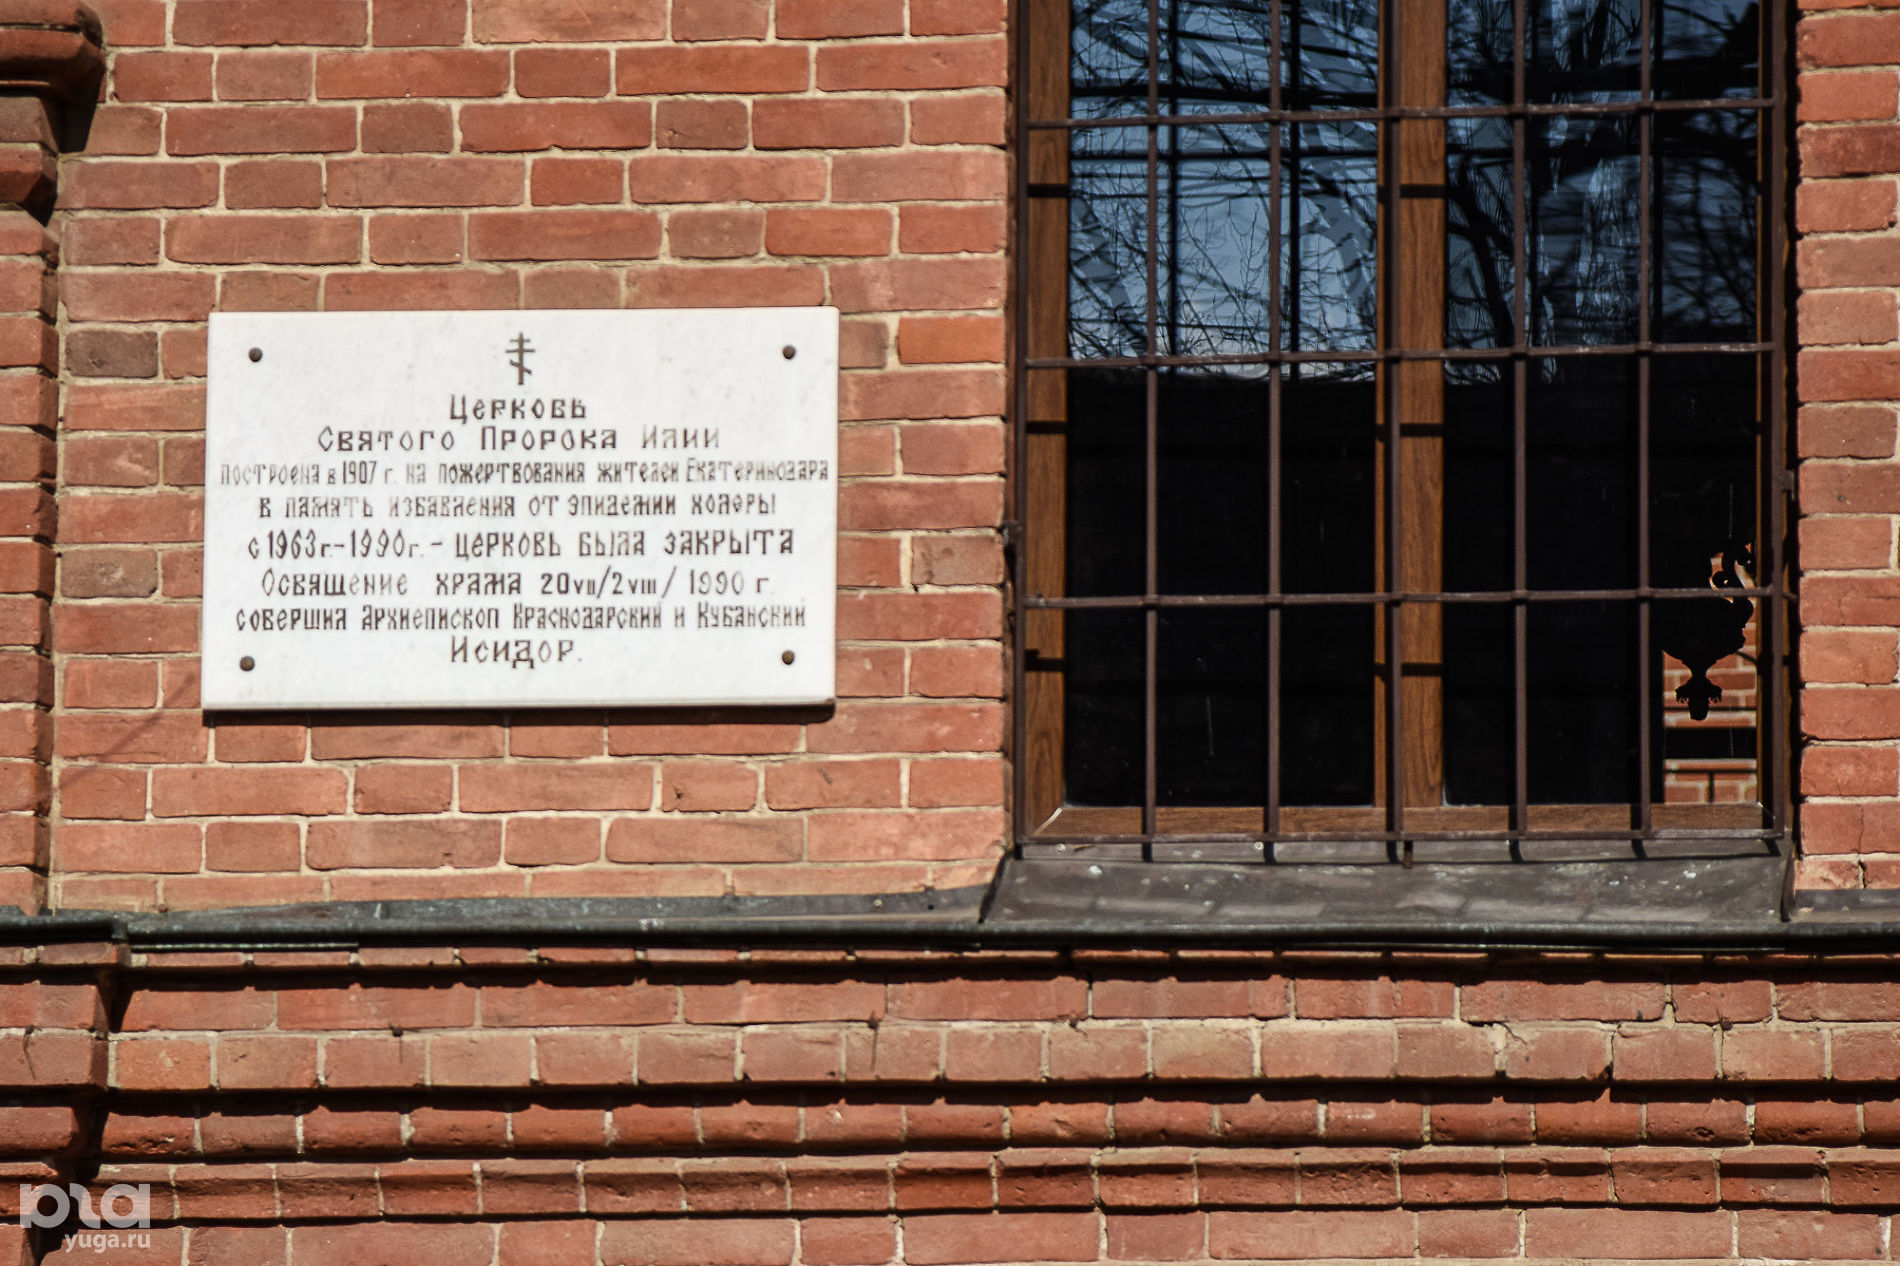 Церковь
Святого Пророка Илии
построена в 1907 г. на пожертвования жителей Екатеринодара
в память избавления от эпидемии холеры
с 1963г.-1990г.- церковь была закрыта
Освящение храма 20VII/2VIII/ 1990 г.
совершил Архиепископ Краснодарский и Кубанский
Исидор.
юга
yuga.ru